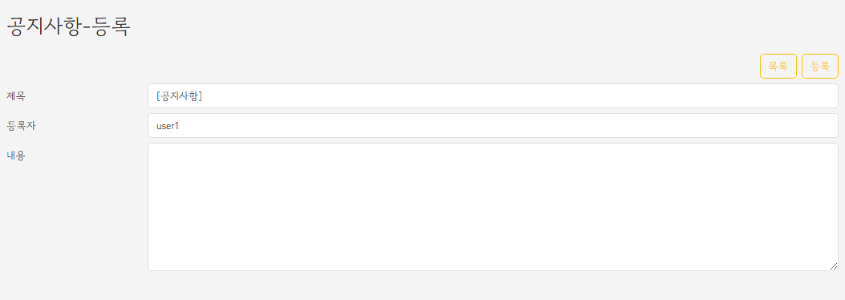 공지사항-등록
목록 등록
제목 [공지사항]
등록자 user1
내용